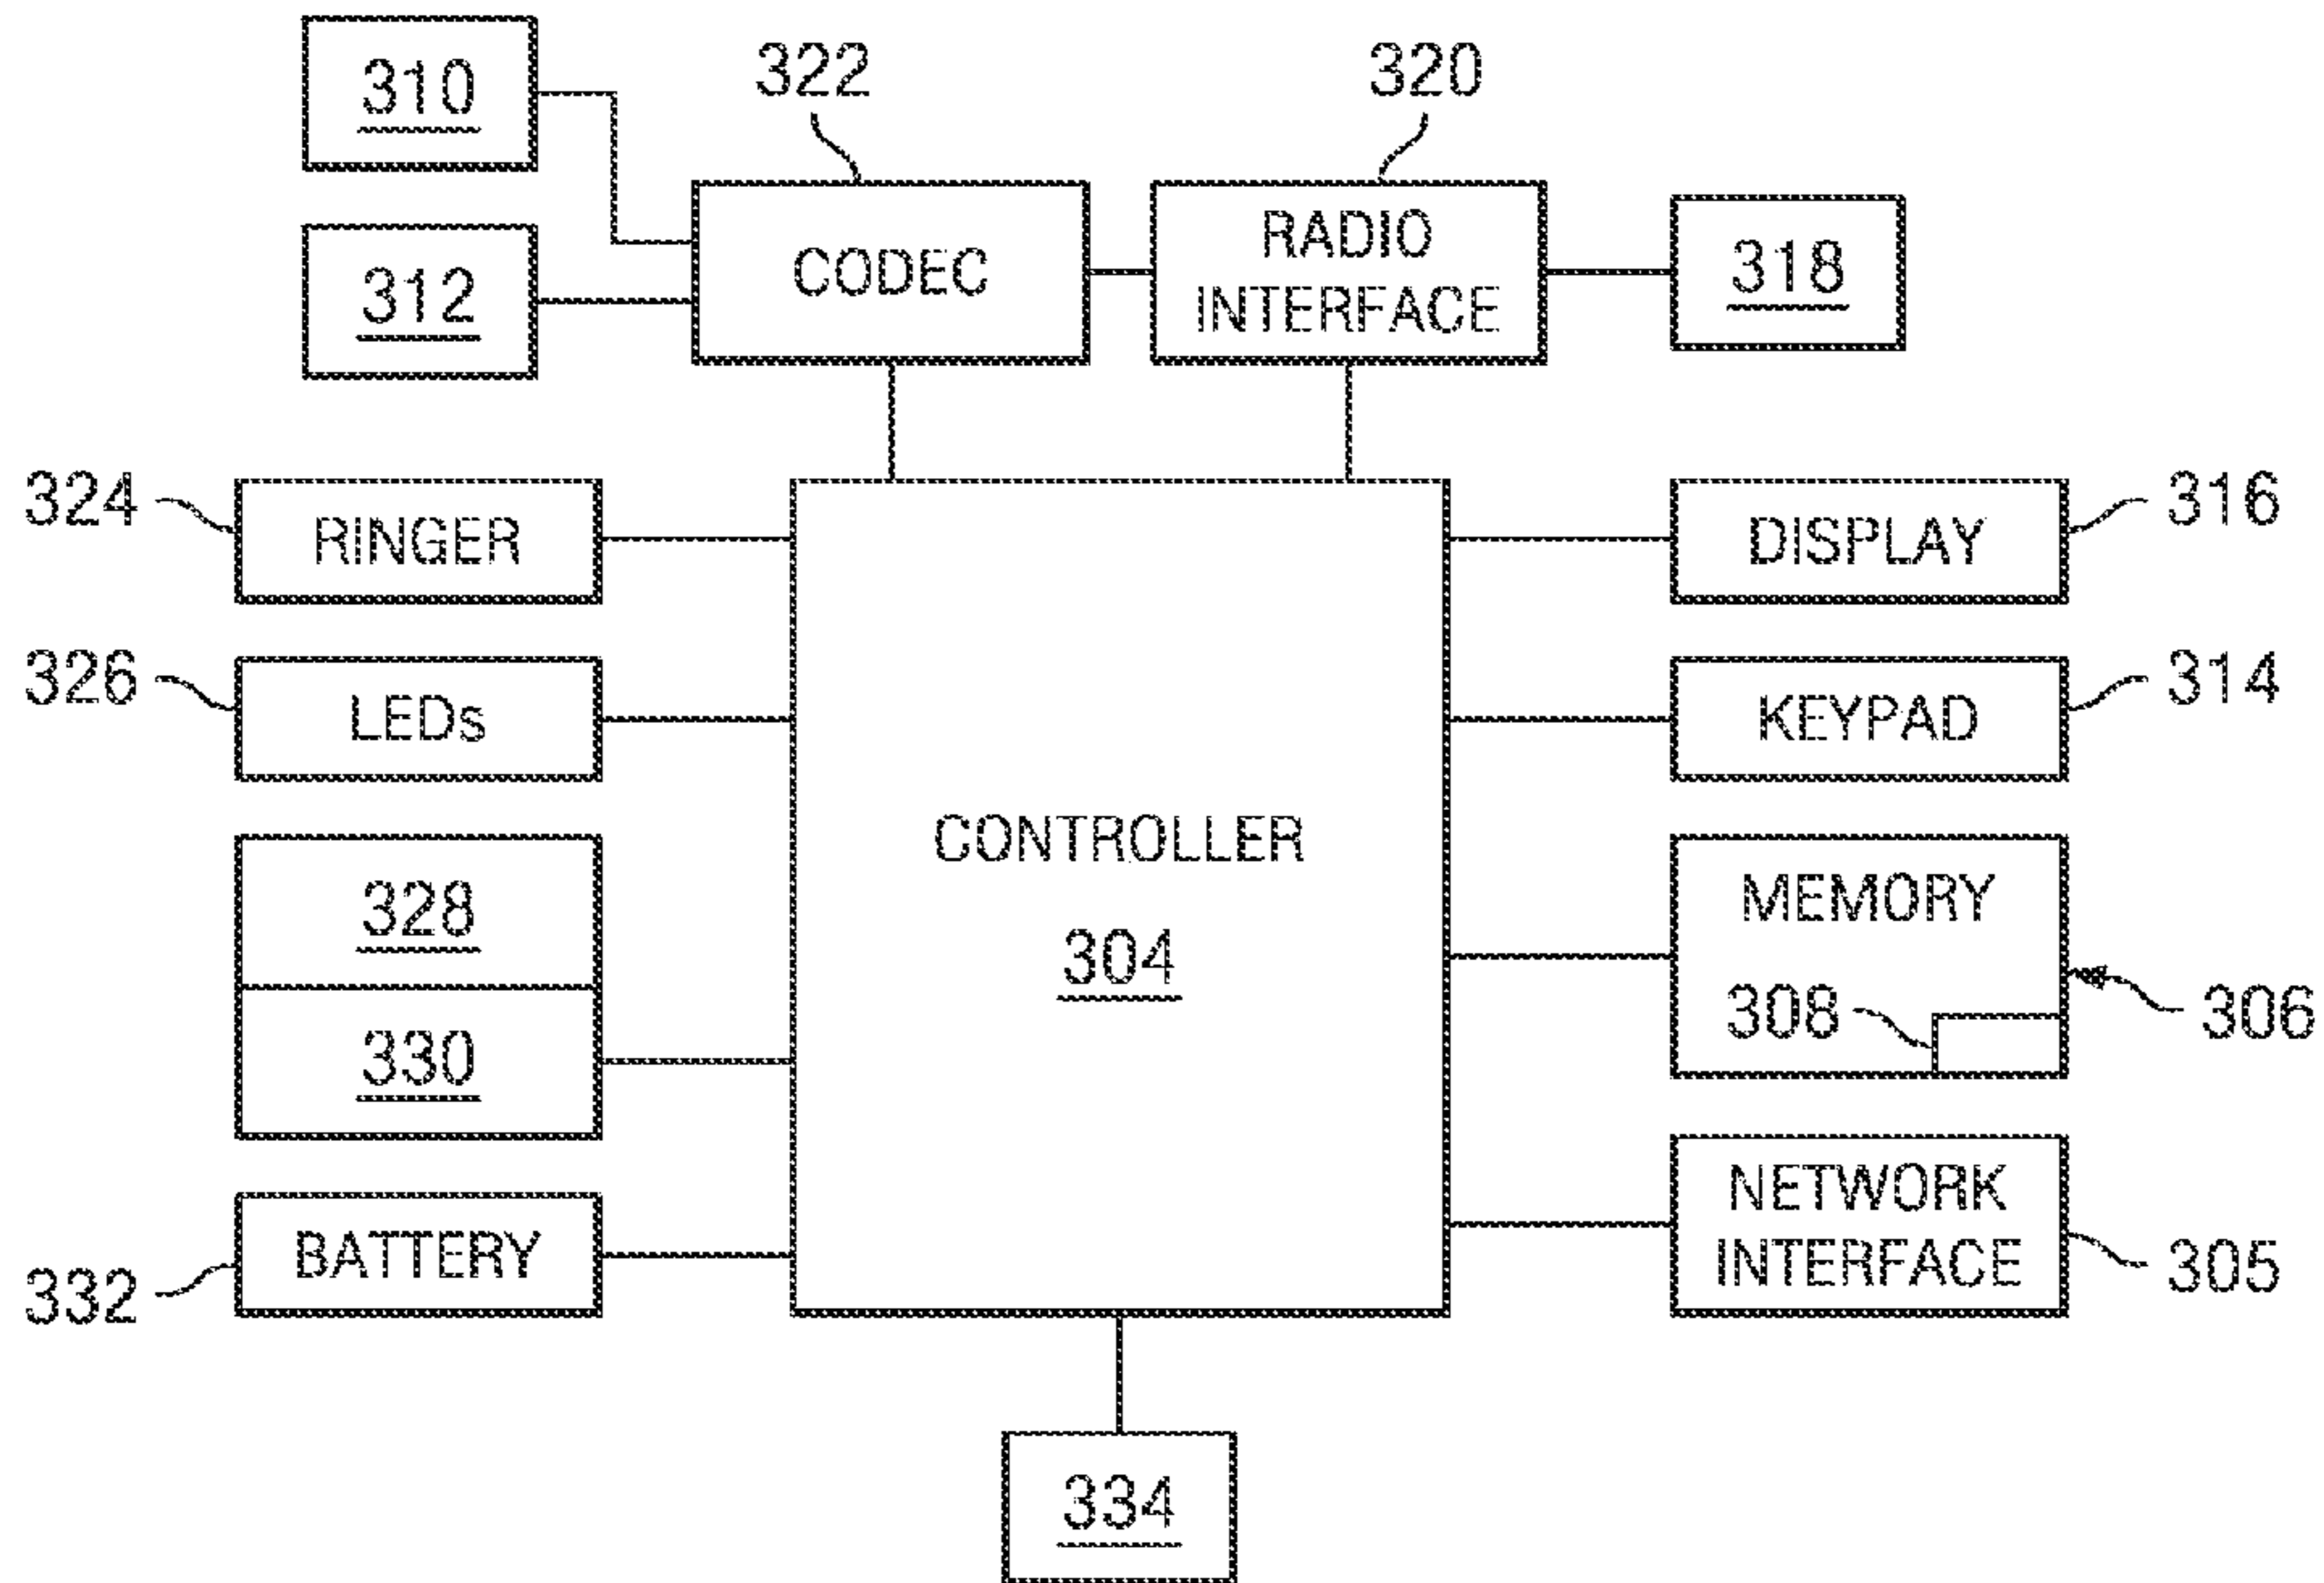 310
322
320
312
CODEC
RADIO
INTERFACE
318
324
RINGER
DISPLAY
316
326
LEDs
KEYPAD
314
328
CONTROLLER
304
MEMORY
308
306
330
332
BATTERY
NETWORK
INTERFACE
305
334